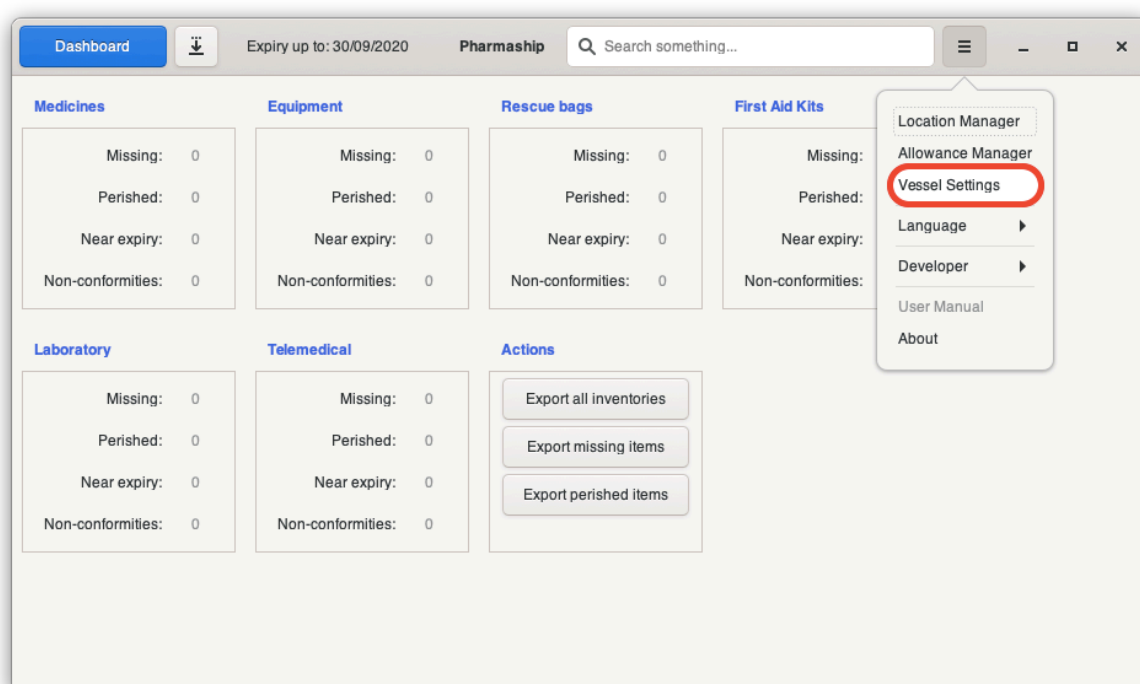 Dashboard
Expiry up to: 30/09/2020
Pharmaship
Search something...
Medicines
Missing: 0
Perished: 0
Near expiry: 0
Non-conformities: 0
Equipment
Missing: 0
Perished: 0
Near expiry: 0
Non-conformities: 0
Rescue bags
Missing: 0
Perished: 0
Near expiry: 0
Non-conformities: 0
First Aid Kits
Missing:
Perished:
Near expiry:
Non-conformities:
Location Manager
Allowance Manager
Vessel Settings
Language
Developer
User Manual
About
Laboratory
Missing: 0
Perished: 0
Near expiry: 0
Non-conformities: 0
Telemedical
Missing: 0
Perished: 0
Near expiry: 0
Non-conformities: 0
Actions
Export all inventories
Export missing items
Export perished items